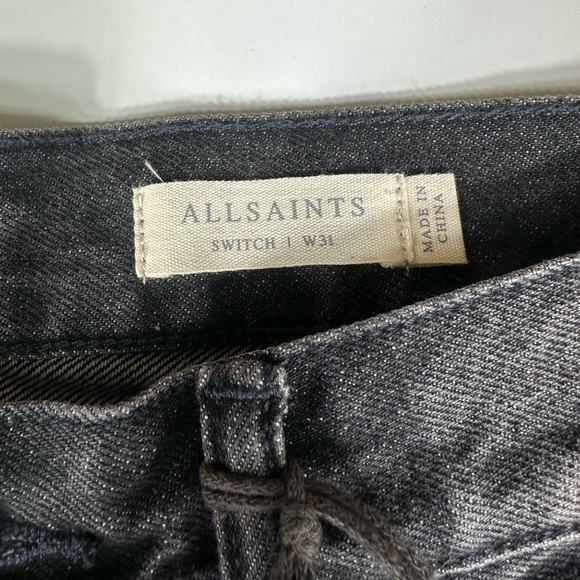 ALLSAINTS
SWITCH | W31
MADE IN
CHINA